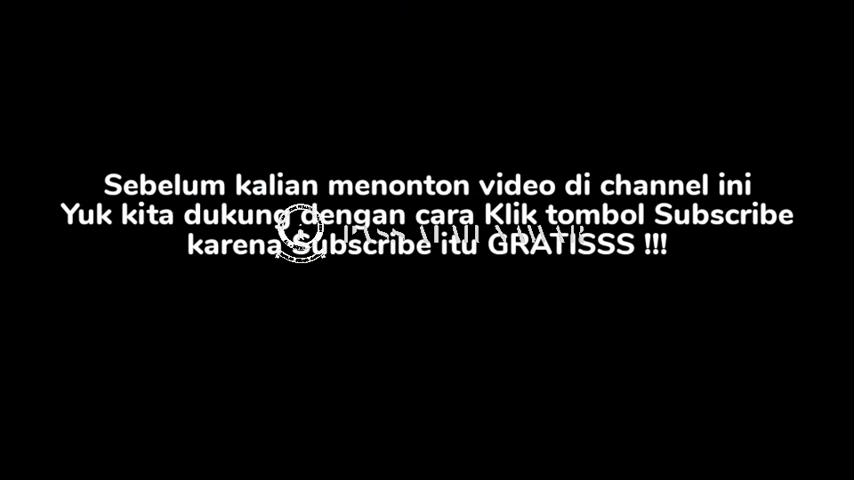 Sebelum kalian menonton video di channel ini
Yuk kita dukung dengan cara Klik tombol Subscribe
karena Subscribe itu GRATISSS !!!